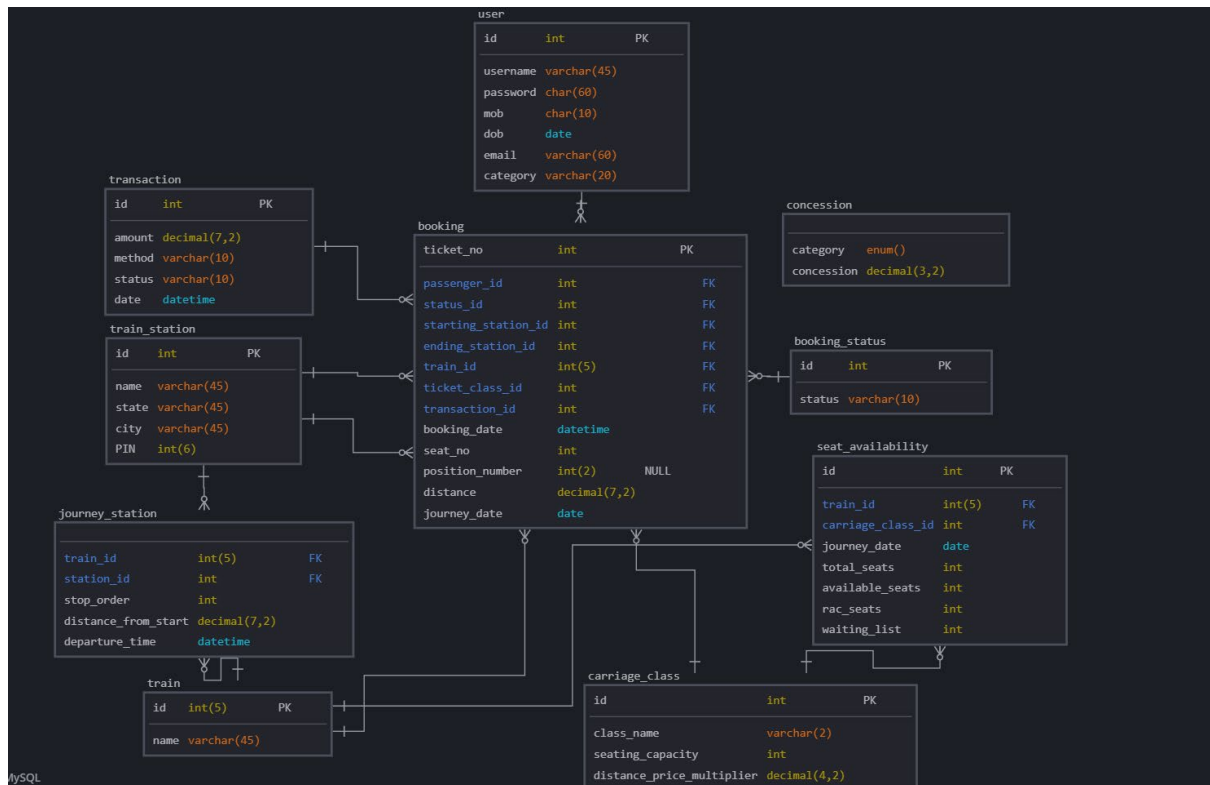 user
id int PK
username varchar(45)
password char(60)
mob char(10)
dob date
email varchar(60)
category varchar(20)
transaction
id int PK
amount decimal(7,2)
method varchar(10)
status varchar(10)
date datetime
booking
ticket_no int PK
passenger_id int FK
status_id int FK
starting_station_id int FK
ending_station_id int FK
train_id int(5) FK
ticket_class_id int FK
transaction_id int FK
booking_date datetime
seat_no int
position_number int(2) NULL
distance decimal(7,2)
journey_date date
concession
category enum()
concession decimal(3,2)
train_station
id int PK
name varchar(45)
state varchar(45)
city varchar(45)
PIN int(6)
booking_status
id int PK
status varchar(10)
seat_availability
id int PK
train_id int(5) FK
carriage_class_id int FK
journey_date date
total_seats int
available_seats int
rac_seats int
waiting_list int
journey_station
train_id int(5) FK
station_id int FK
stop_order int
distance_from_start decimal(7,2)
departure_time datetime
train
id int(5) PK
name varchar(45)
carriage_class
id int PK
class_name varchar(2)
seating_capacity int
distance_price_multiplier decimal(4,2)
MySQL